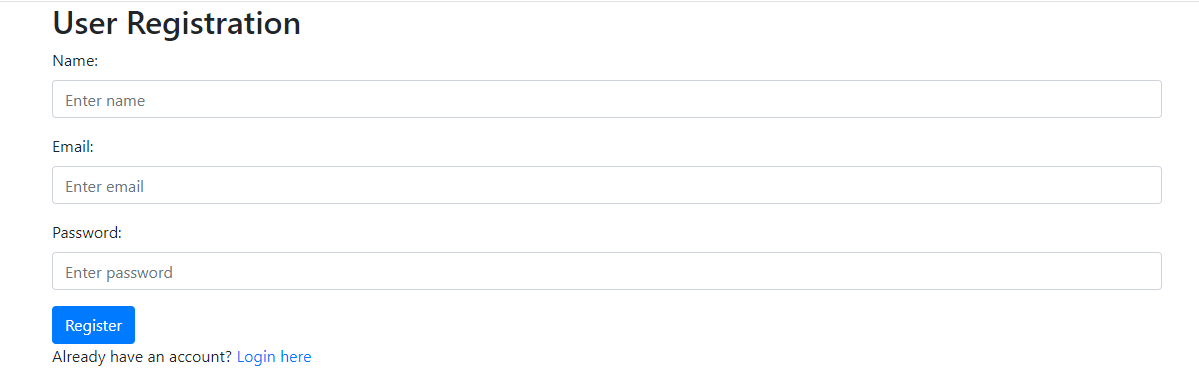 User Registration
Name:
Enter name
Email:
Enter email
Password:
Enter password
Register
Already have an account? Login here